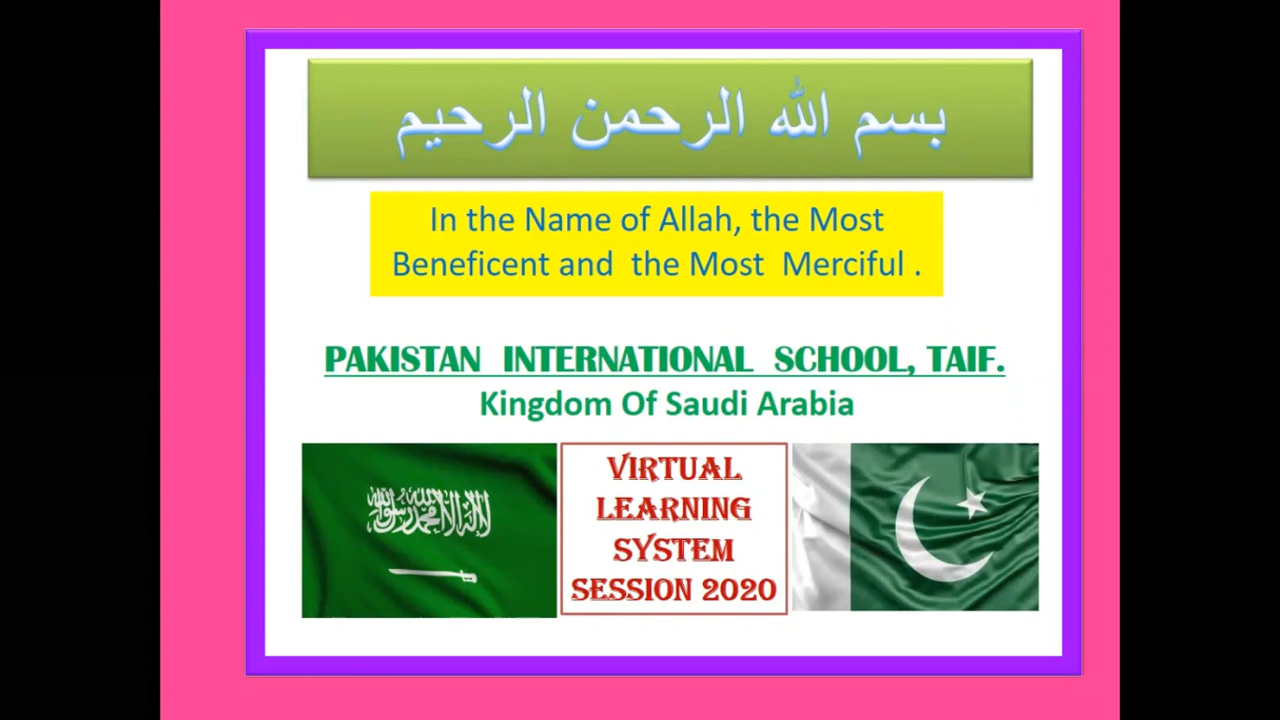 بسم الله الرحمن الرحيم
In the Name of Allah, the Most
Beneficent and the Most Merciful .
PAKISTAN INTERNATIONAL SCHOOL, TAIF.
Kingdom Of Saudi Arabia
لا إله إلا الله محمد رسول الله
VIRTUAL
LEARNING
SYSTEM
SESSION 2020